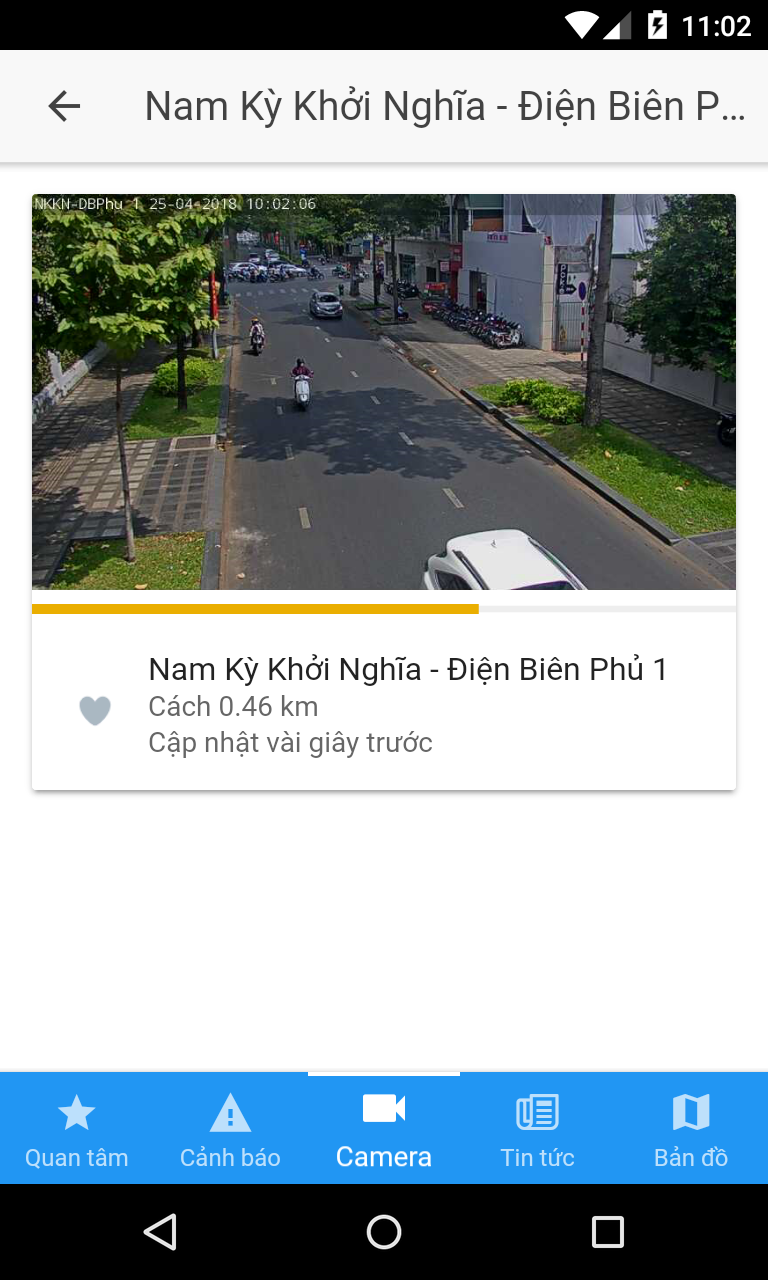 11:02
Nam Kỳ Khởi Nghĩa - Điện Biên P...
NKKN-DBPhu 1 25-04-2018 10:02:06
Nam Kỳ Khởi Nghĩa - Điện Biên Phủ 1
Cách 0.46 km
Cập nhật vài giây trước
Quan tâm
Cảnh báo
Camera
Tin tức
Bản đồ